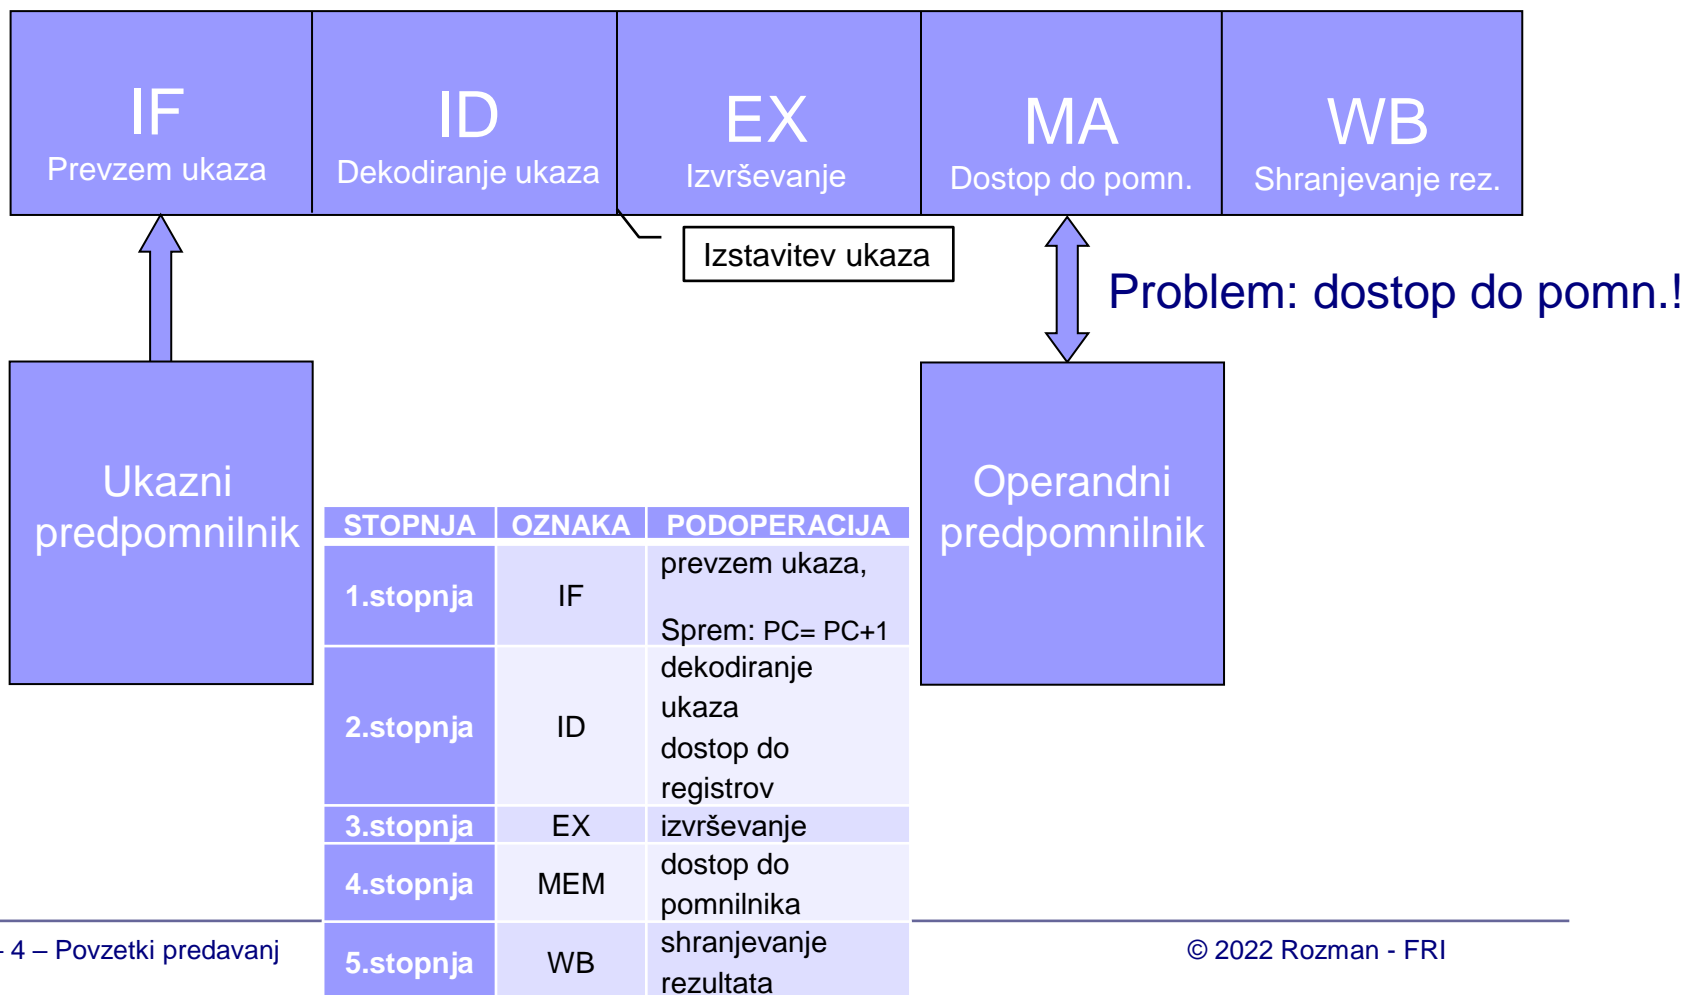 IF
Prevzem ukaza
ID
Dekodiranje ukaza
EX
Izvrševanje
MA
Dostop do pomn.
WB
Shranjevanje rez.
Izstavitev ukaza
Problem: dostop do pomn.!
Ukazni
predpomnilnik
Operandni
predpomnilnik
STOPNJA OZNAKA PODOPERACIJA
1.stopnja IF prevzem ukaza,
Sprem: PC= PC+1
2.stopnja ID dekodiranje
ukaza
dostop do
registrov
3.stopnja EX izvrševanje
4.stopnja MEM dostop do
pomnilnika
5.stopnja WB shranjevanje
rezultata
- 4 – Povzetki predavanj
© 2022 Rozman - FRI